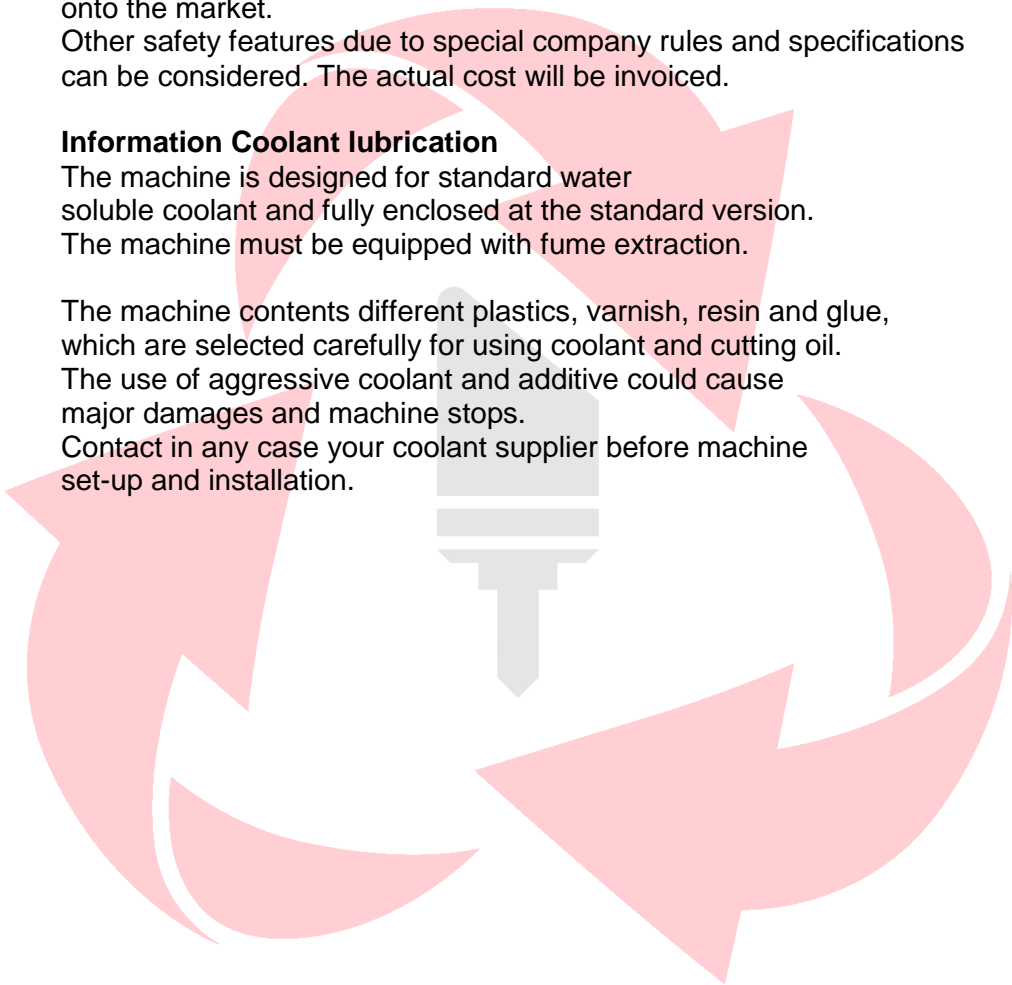 onto the market.
Other safety features due to special company rules and specifications
can be considered. The actual cost will be invoiced.
Information Coolant lubrication
The machine is designed for standard water
soluble coolant and fully enclosed at the standard version.
The machine must be equipped with fume extraction.
The machine contents different plastics, varnish, resin and glue,
which are selected carefully for using coolant and cutting oil.
The use of aggressive coolant and additive could cause
major damages and machine stops.
Contact in any case your coolant supplier before machine
set-up and installation.